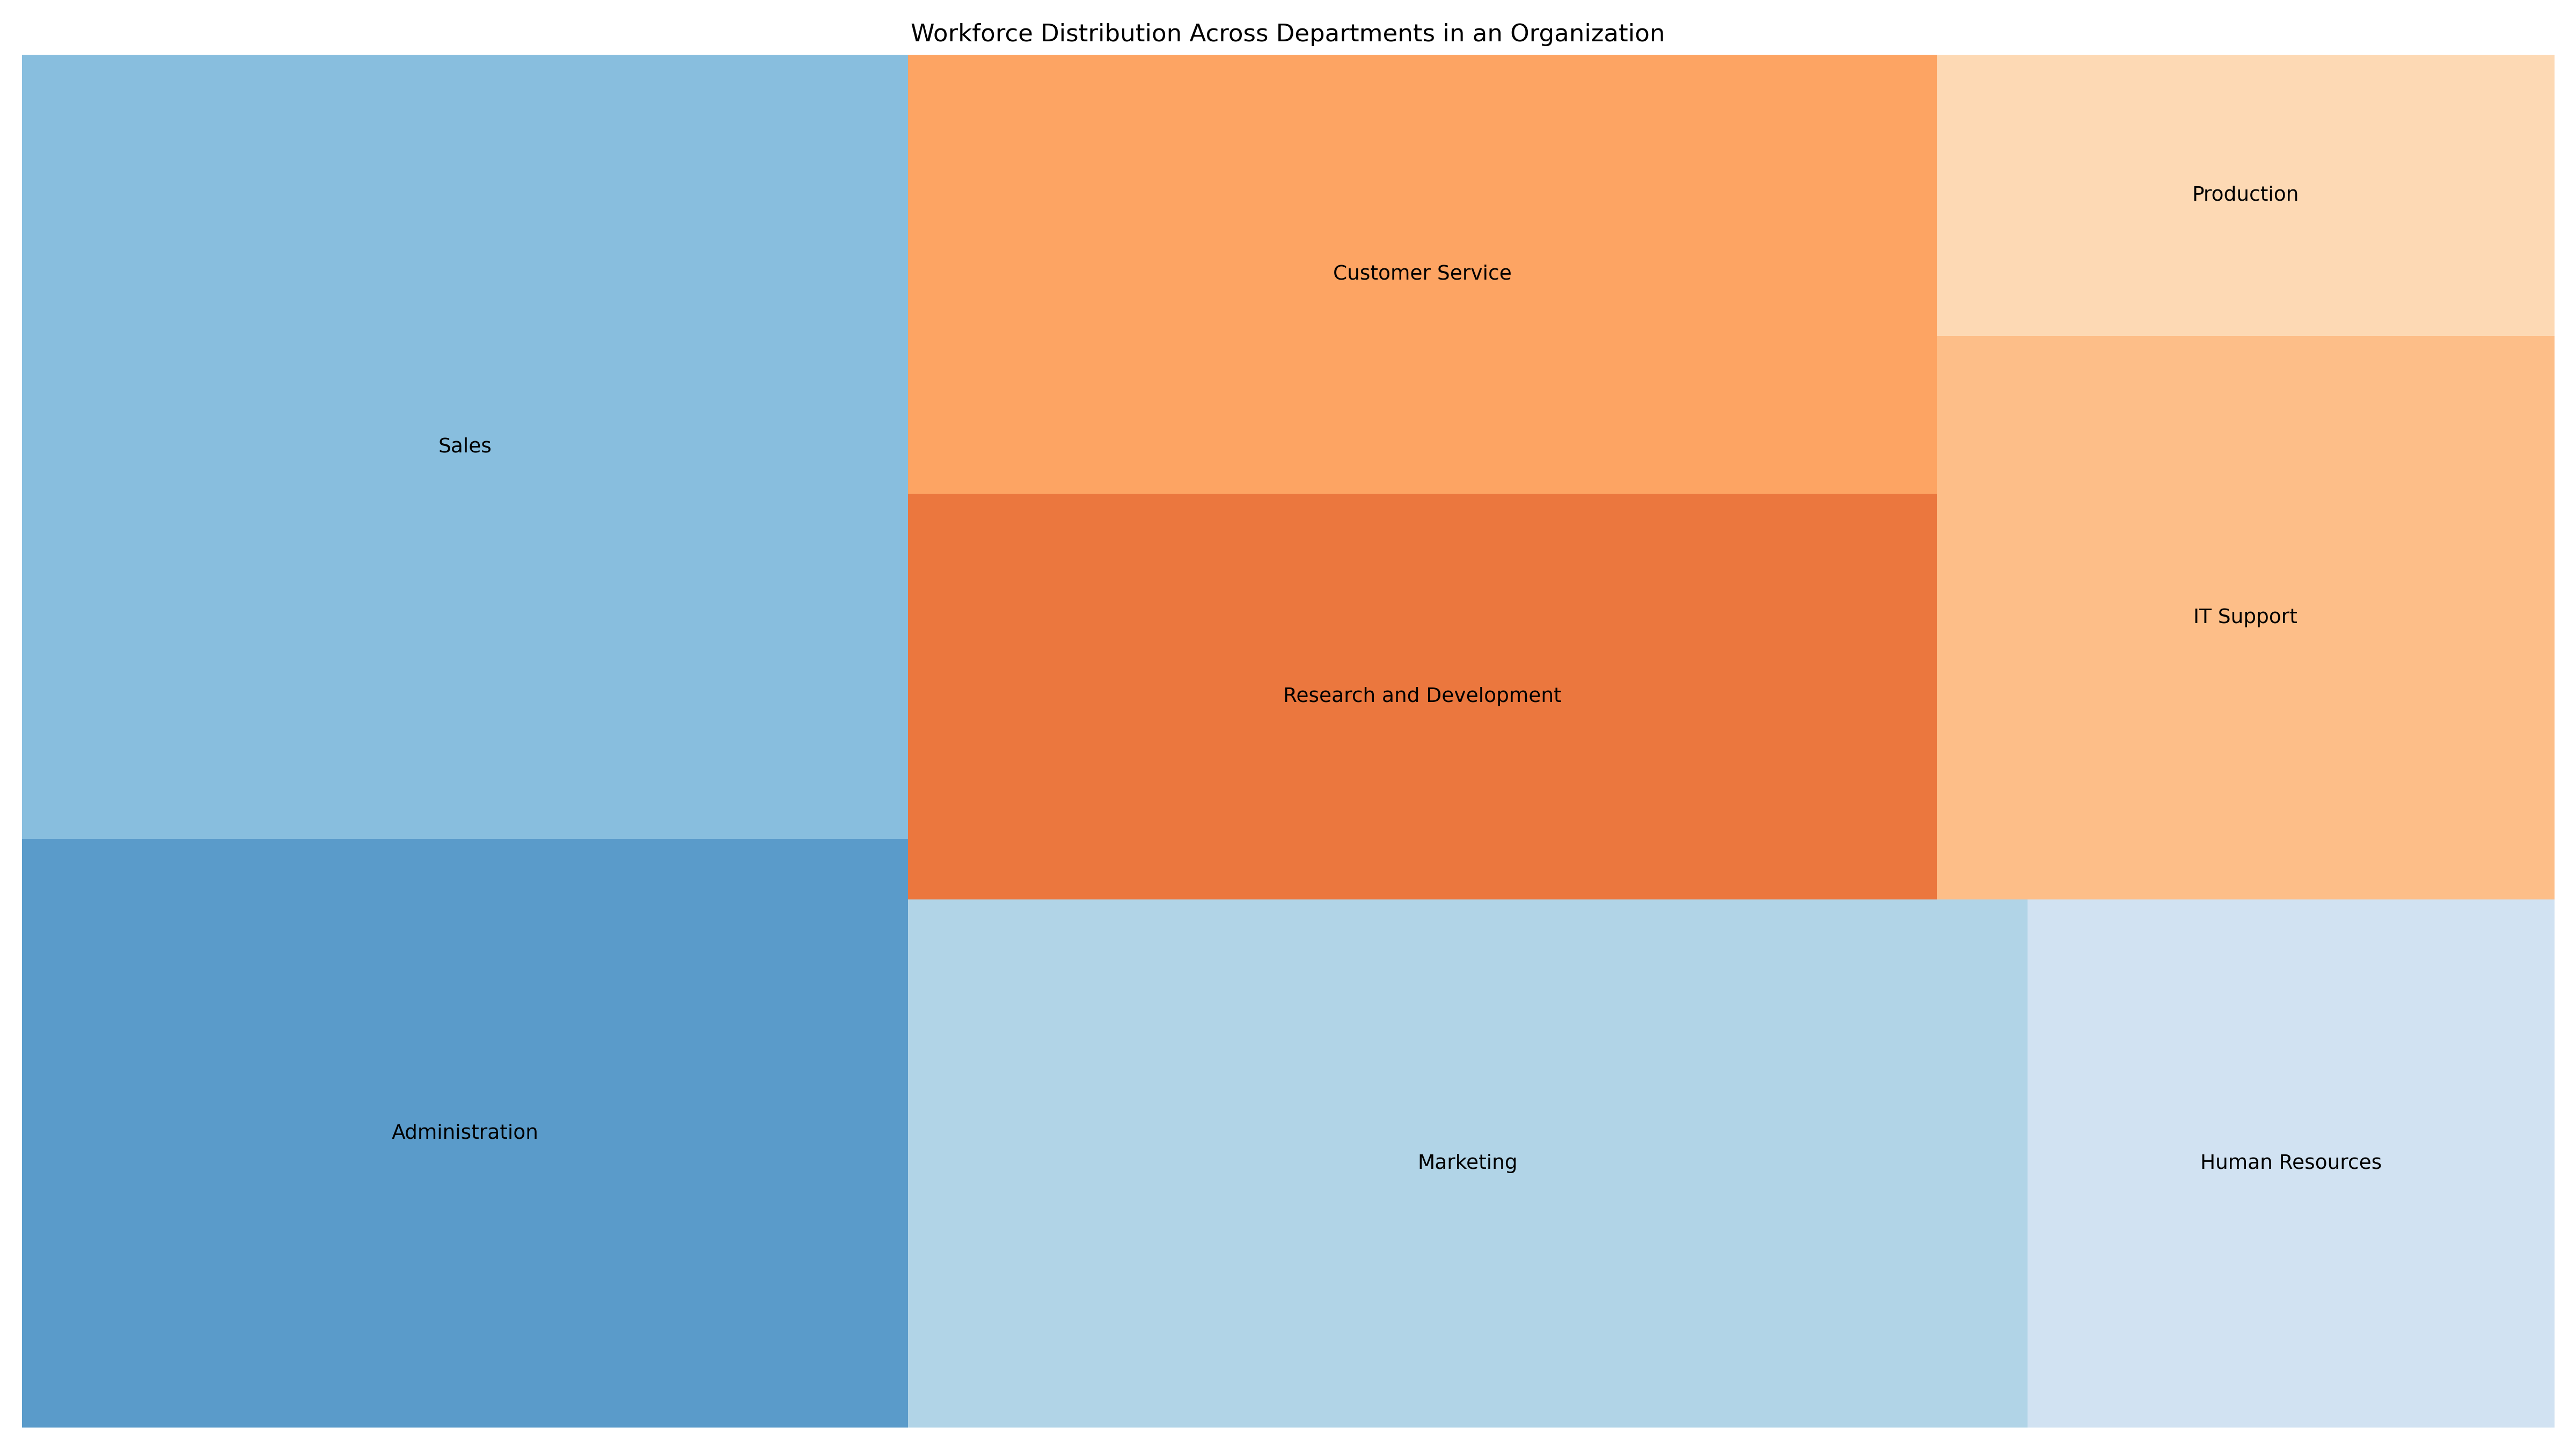 Workforce Distribution Across Departments in an Organization
Production
Customer Service
Sales
IT Support
Research and Development
Administration
Marketing
Human Resources